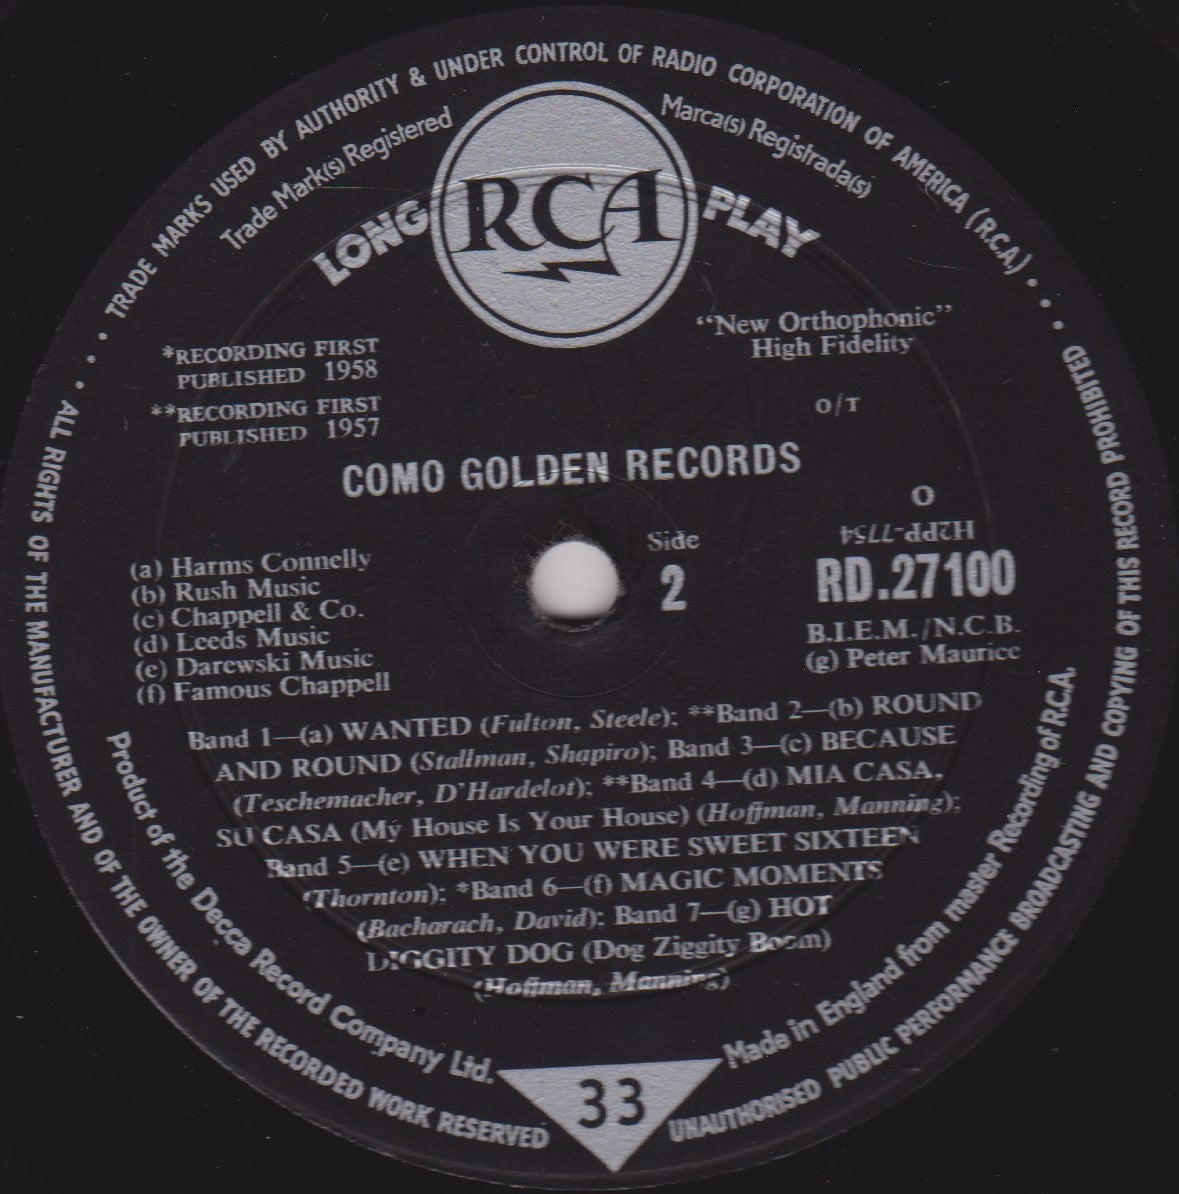 TRADE MARKS USED BY AUTHORITY & UNDER CONTROL OF RADIO CORPORATION OF AMERICA (R.C.A.)
Trade Mark(s) Registered
Marca(s) Registrada(s)
LONG RCA PLAY
"New Orthophonic"
High Fidelity
*RECORDING FIRST
PUBLISHED 1958
**RECORDING FIRST
PUBLISHED 1957
O/T
COMO GOLDEN RECORDS
O
H2PP-7754
Side
2
RD.27100
(a) Harms Connelly
(b) Rush Music
(c) Chappell & Co.
(d) Leeds Music
(e) Darewski Music
(f) Famous Chappell
B.I.E.M./N.C.B.
(g) Peter Maurice
Band 1—(a) WANTED (Fulton, Steele); **Band 2—(b) ROUND
AND ROUND (Stallman, Shapiro); Band 3—(c) BECAUSE
(Teschemacher, D'Hardelot); **Band 4—(d) MIA CASA,
SU CASA (My House Is Your House) (Hoffman, Manning);
Band 5—(e) WHEN YOU WERE SWEET SIXTEEN
(Thornton); *Band 6—(f) MAGIC MOMENTS
(Bacharach, David); Band 7—(g) HOT
DIGGITY DOG (Dog Ziggity Boom)
(Hoffman, Manning)
Product of the Decca Record Company Ltd.
33
Made in England from master Recording of R.C.A.
ALL RIGHTS OF THE MANUFACTURER AND OF THE OWNER OF THE RECORDED WORK RESERVED
UNAUTHORISED PUBLIC PERFORMANCE BROADCASTING AND COPYING OF THIS RECORD PROHIBITED